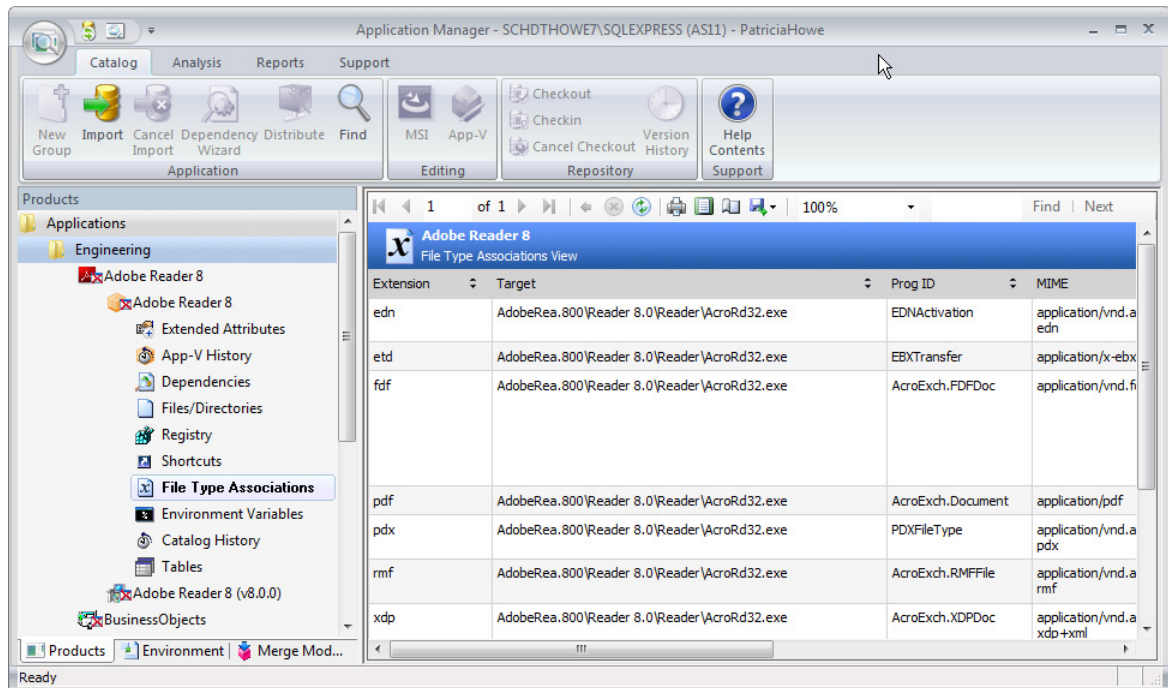 Application Manager - SCHDTHOWE7\SQLEXPRESS (AS11) - PatriciaHowe
Catalog Analysis Reports Support
New Group
Import
Cancel Import
Dependency Wizard
Distribute
Find
Application
MSI
App-V
Editing
Checkout
Checkin
Cancel Checkout
Version History
Repository
Help Contents
Support
Products
Applications
Engineering
Adobe Reader 8
Adobe Reader 8
Extended Attributes
App-V History
Dependencies
Files/Directories
Registry
Shortcuts
File Type Associations
Environment Variables
Catalog History
Tables
Adobe Reader 8 (v8.0.0)
BusinessObjects
Products Environment Merge Mod...
1 of 1 100% Find | Next
Adobe Reader 8
File Type Associations View
Extension Target Prog ID MIME
edn AdobeRea.800\Reader 8.0\Reader\AcroRd32.exe EDNActivation application/vnd.a
edn
etd AdobeRea.800\Reader 8.0\Reader\AcroRd32.exe EBXTransfer application/x-ebx
fdf AdobeRea.800\Reader 8.0\Reader\AcroRd32.exe AcroExch.FDFDoc application/vnd.f
pdf AdobeRea.800\Reader 8.0\Reader\AcroRd32.exe AcroExch.Document application/pdf
pdx AdobeRea.800\Reader 8.0\Reader\AcroRd32.exe PDXFileType application/vnd.a
pdx
rmf AdobeRea.800\Reader 8.0\Reader\AcroRd32.exe AcroExch.RMFFile application/vnd.a
rmf
xdp AdobeRea.800\Reader 8.0\Reader\AcroRd32.exe AcroExch.XDPDoc application/vnd.a
xdp+xml
Ready